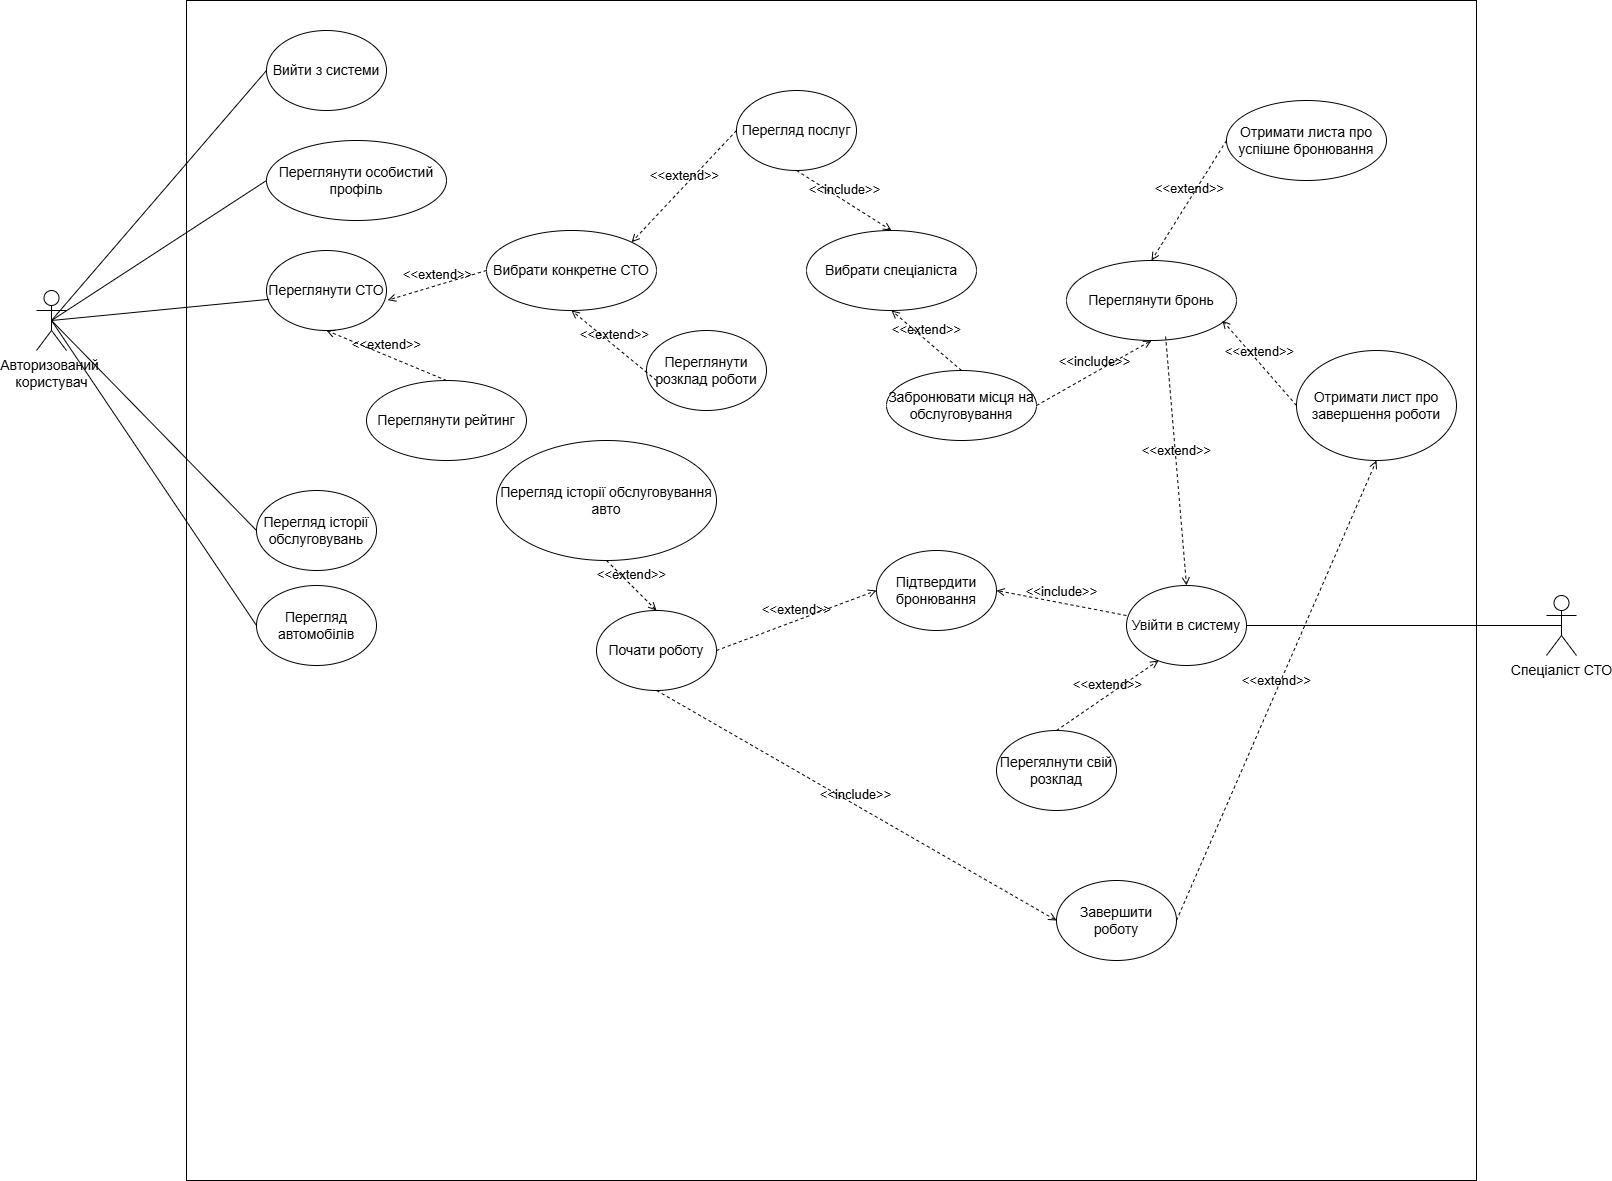 Вийти з системи
Переглянути особистий
профіль
Переглянути СТО
<<extend>>
Вибрати конкретне СТО
<<extend>>
Перегляд послуг
<<include>>
Вибрати спеціаліста
<<extend>>
Переглянути рейтинг
<<extend>>
Переглянути
розклад роботи
<<extend>>
Забронювати місця на
обслуговування
<<include>>
Переглянути бронь
<<extend>>
Отримати листа про
успішне бронювання
<<extend>>
Отримати лист про
завершення роботи
<<extend>>
Авторизований
користувач
Перегляд історії
обслуговувань
Перегляд
автомобілів
Перегляд історії обслуговування
авто
<<extend>>
Почати роботу
<<extend>>
Підтвердити
бронювання
<<include>>
Увійти в систему
Спеціаліст СТО
<<extend>>
Перегялнути свій
розклад
<<extend>>
<<include>>
Завершити
роботу